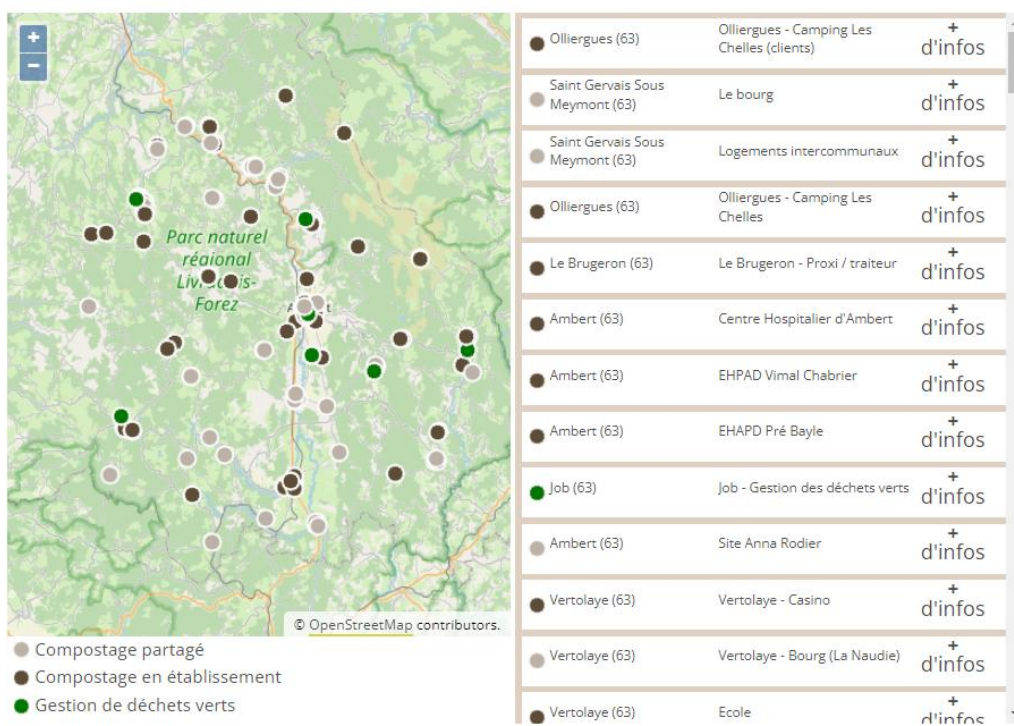 +
−
Parc naturel
régional
Livradois-
Forez
© OpenStreetMap contributors.
Compostage partagé
Compostage en établissement
Gestion de déchets verts
Olliergues (63)
Olliergues - Camping Les
Chelles (clients)
+
d'infos
Saint Gervais Sous
Meymont (63)
Le bourg
+
d'infos
Saint Gervais Sous
Meymont (63)
Logements intercommunaux
+
d'infos
Olliergues (63)
Olliergues - Camping Les
Chelles
+
d'infos
Le Brugeron (63)
Le Brugeron - Proxi / traiteur
+
d'infos
Ambert (63)
Centre Hospitalier d'Ambert
+
d'infos
Ambert (63)
EHPAD Vimal Chabrier
+
d'infos
Ambert (63)
EHAPD Pré Bayle
+
d'infos
Job (63)
Job - Gestion des déchets verts
+
d'infos
Ambert (63)
Site Anna Rodier
+
d'infos
Vertolaye (63)
Vertolaye - Casino
+
d'infos
Vertolaye (63)
Vertolaye - Bourg (La Naudie)
+
d'infos
Vertolaye (63)
Ecole
+
d'infos